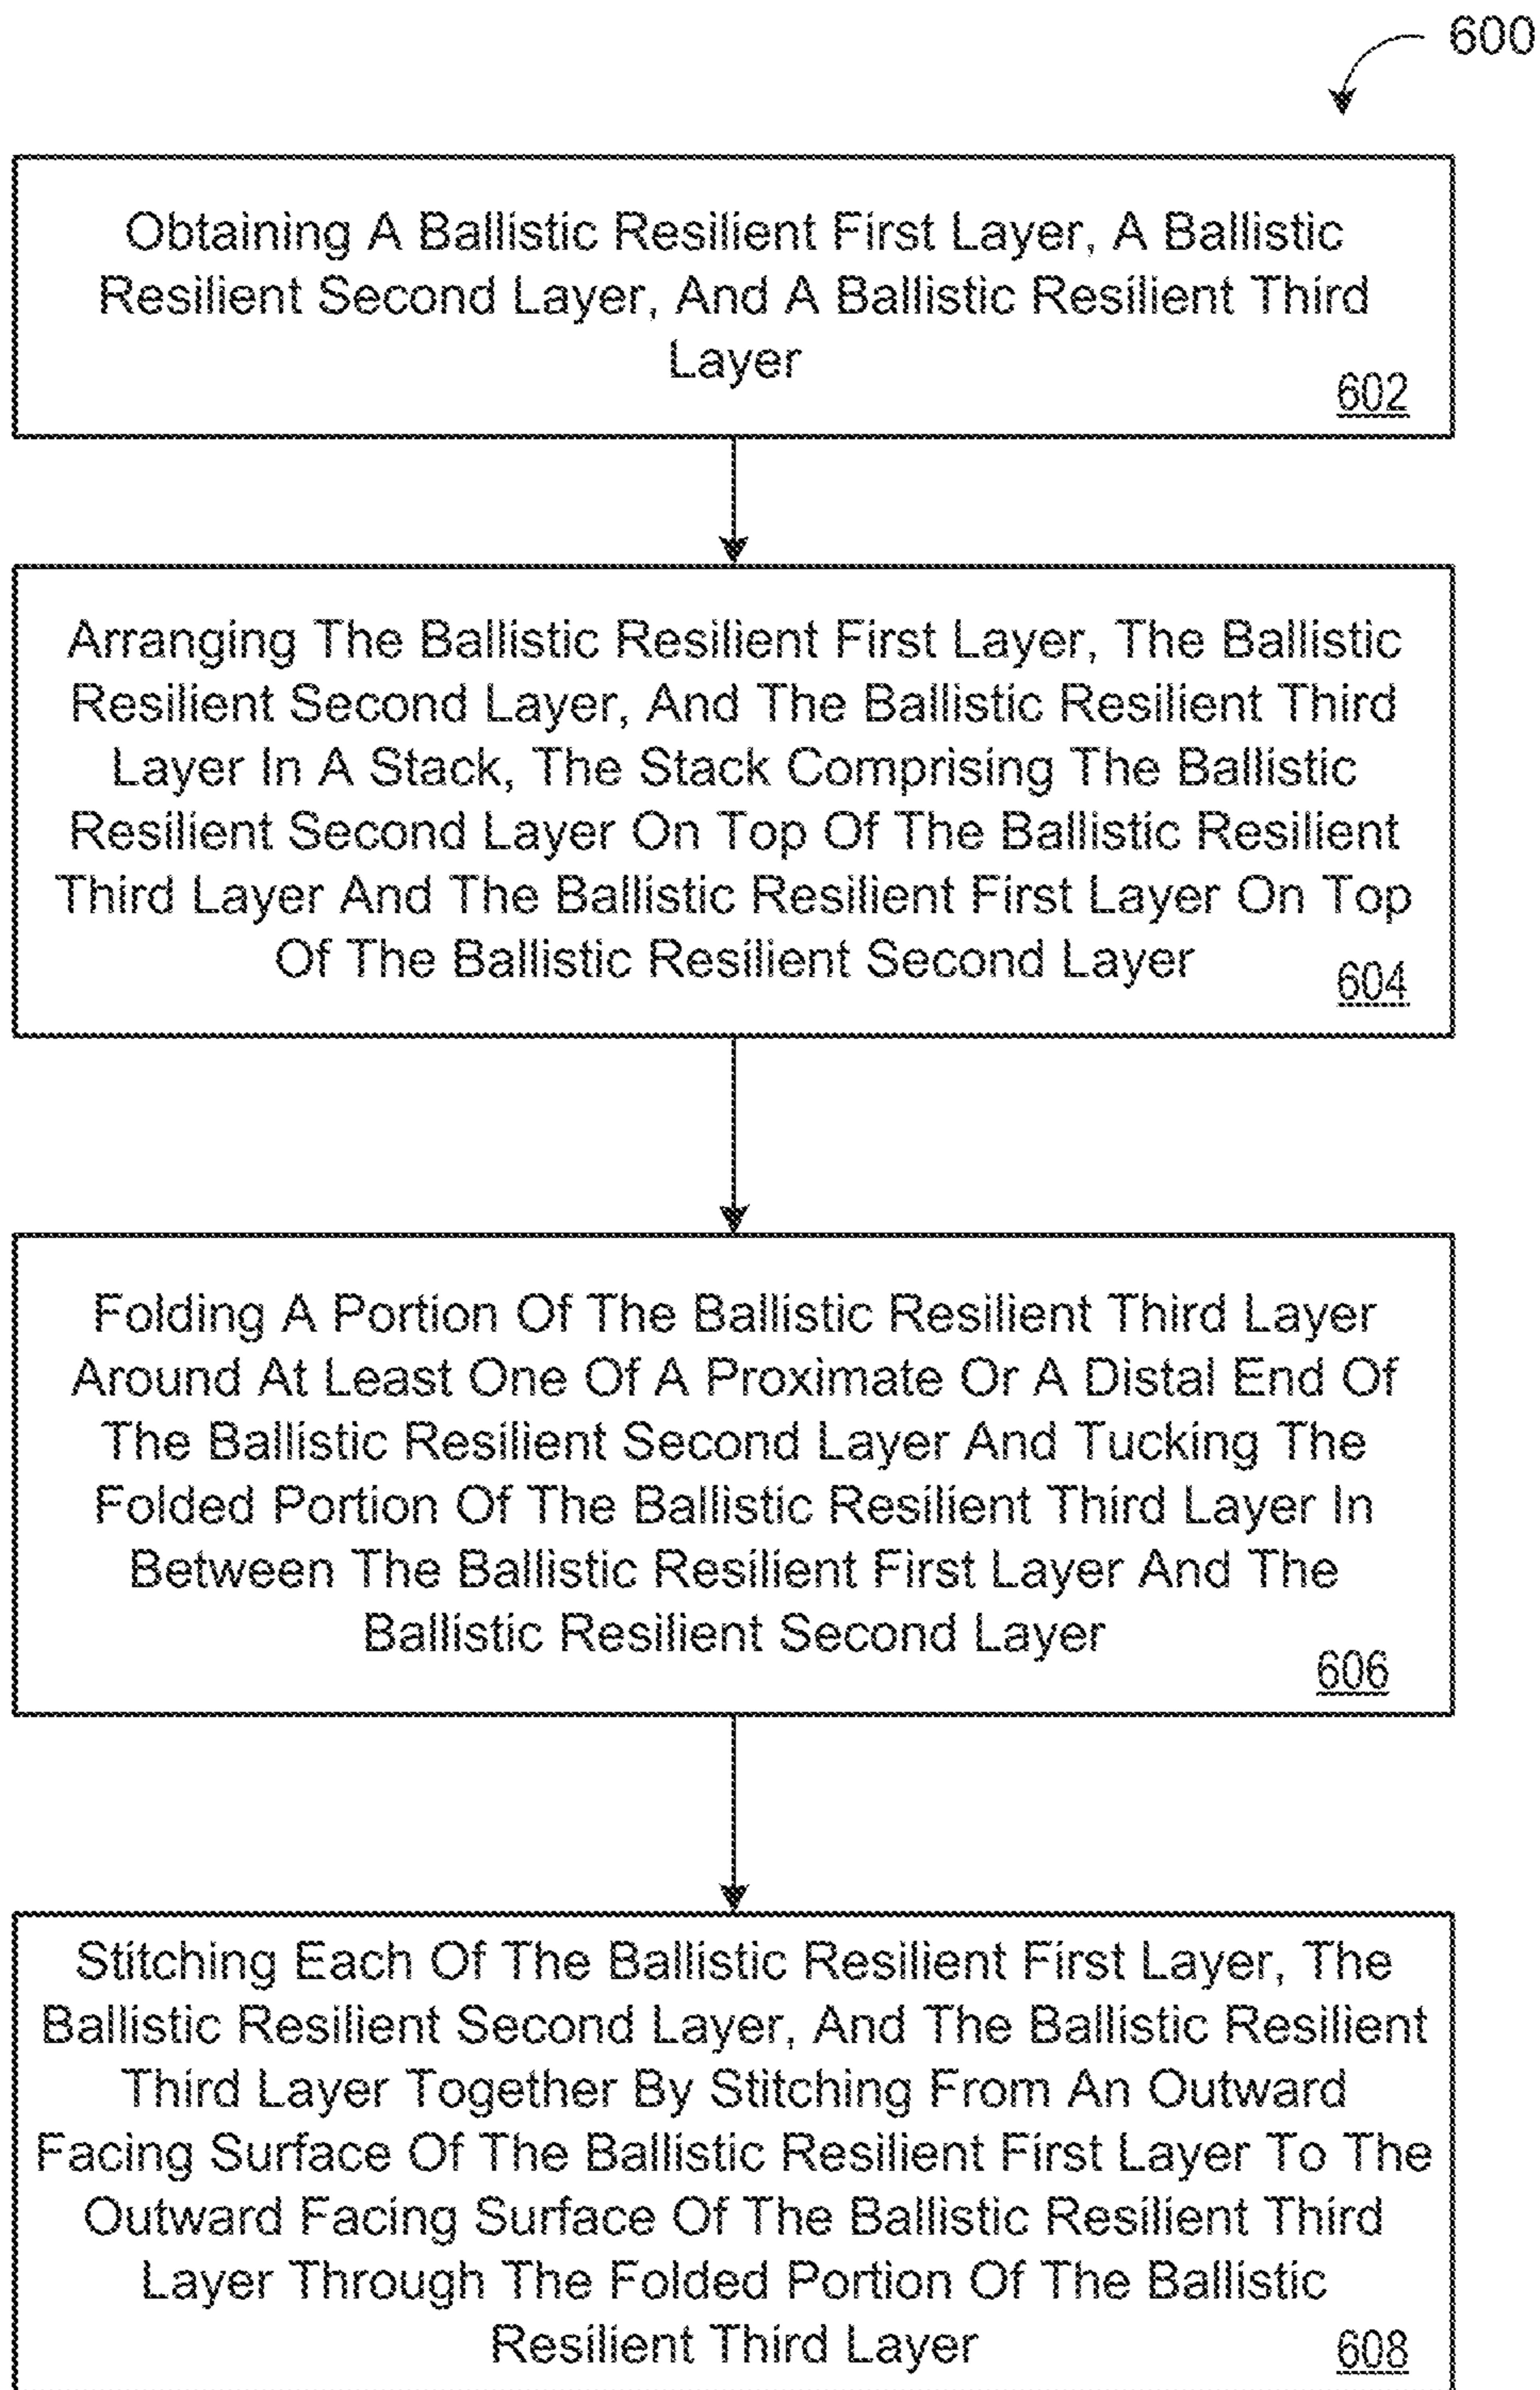 600
Obtaining A Ballistic Resilient First Layer, A Ballistic
Resilient Second Layer, And A Ballistic Resilient Third
Layer
602
Arranging The Ballistic Resilient First Layer, The Ballistic
Resilient Second Layer, And The Ballistic Resilient Third
Layer In A Stack, The Stack Comprising The Ballistic
Resilient Second Layer On Top Of The Ballistic Resilient
Third Layer And The Ballistic Resilient First Layer On Top
Of The Ballistic Resilient Second Layer
604
Folding A Portion Of The Ballistic Resilient Third Layer
Around At Least One Of A Proximate Or A Distal End Of
The Ballistic Resilient Second Layer And Tucking The
Folded Portion Of The Ballistic Resilient Third Layer In
Between The Ballistic Resilient First Layer And The
Ballistic Resilient Second Layer
606
Stitching Each Of The Ballistic Resilient First Layer, The
Ballistic Resilient Second Layer, And The Ballistic Resilient
Third Layer Together By Stitching From An Outward
Facing Surface Of The Ballistic Resilient First Layer To The
Outward Facing Surface Of The Ballistic Resilient Third
Layer Through The Folded Portion Of The Ballistic
Resilient Third Layer
608